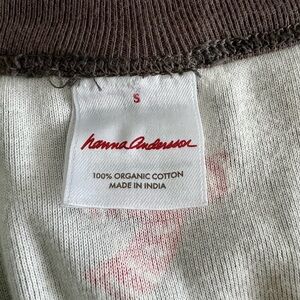 S
hanna andersson
100% ORGANIC COTTON
MADE IN INDIA